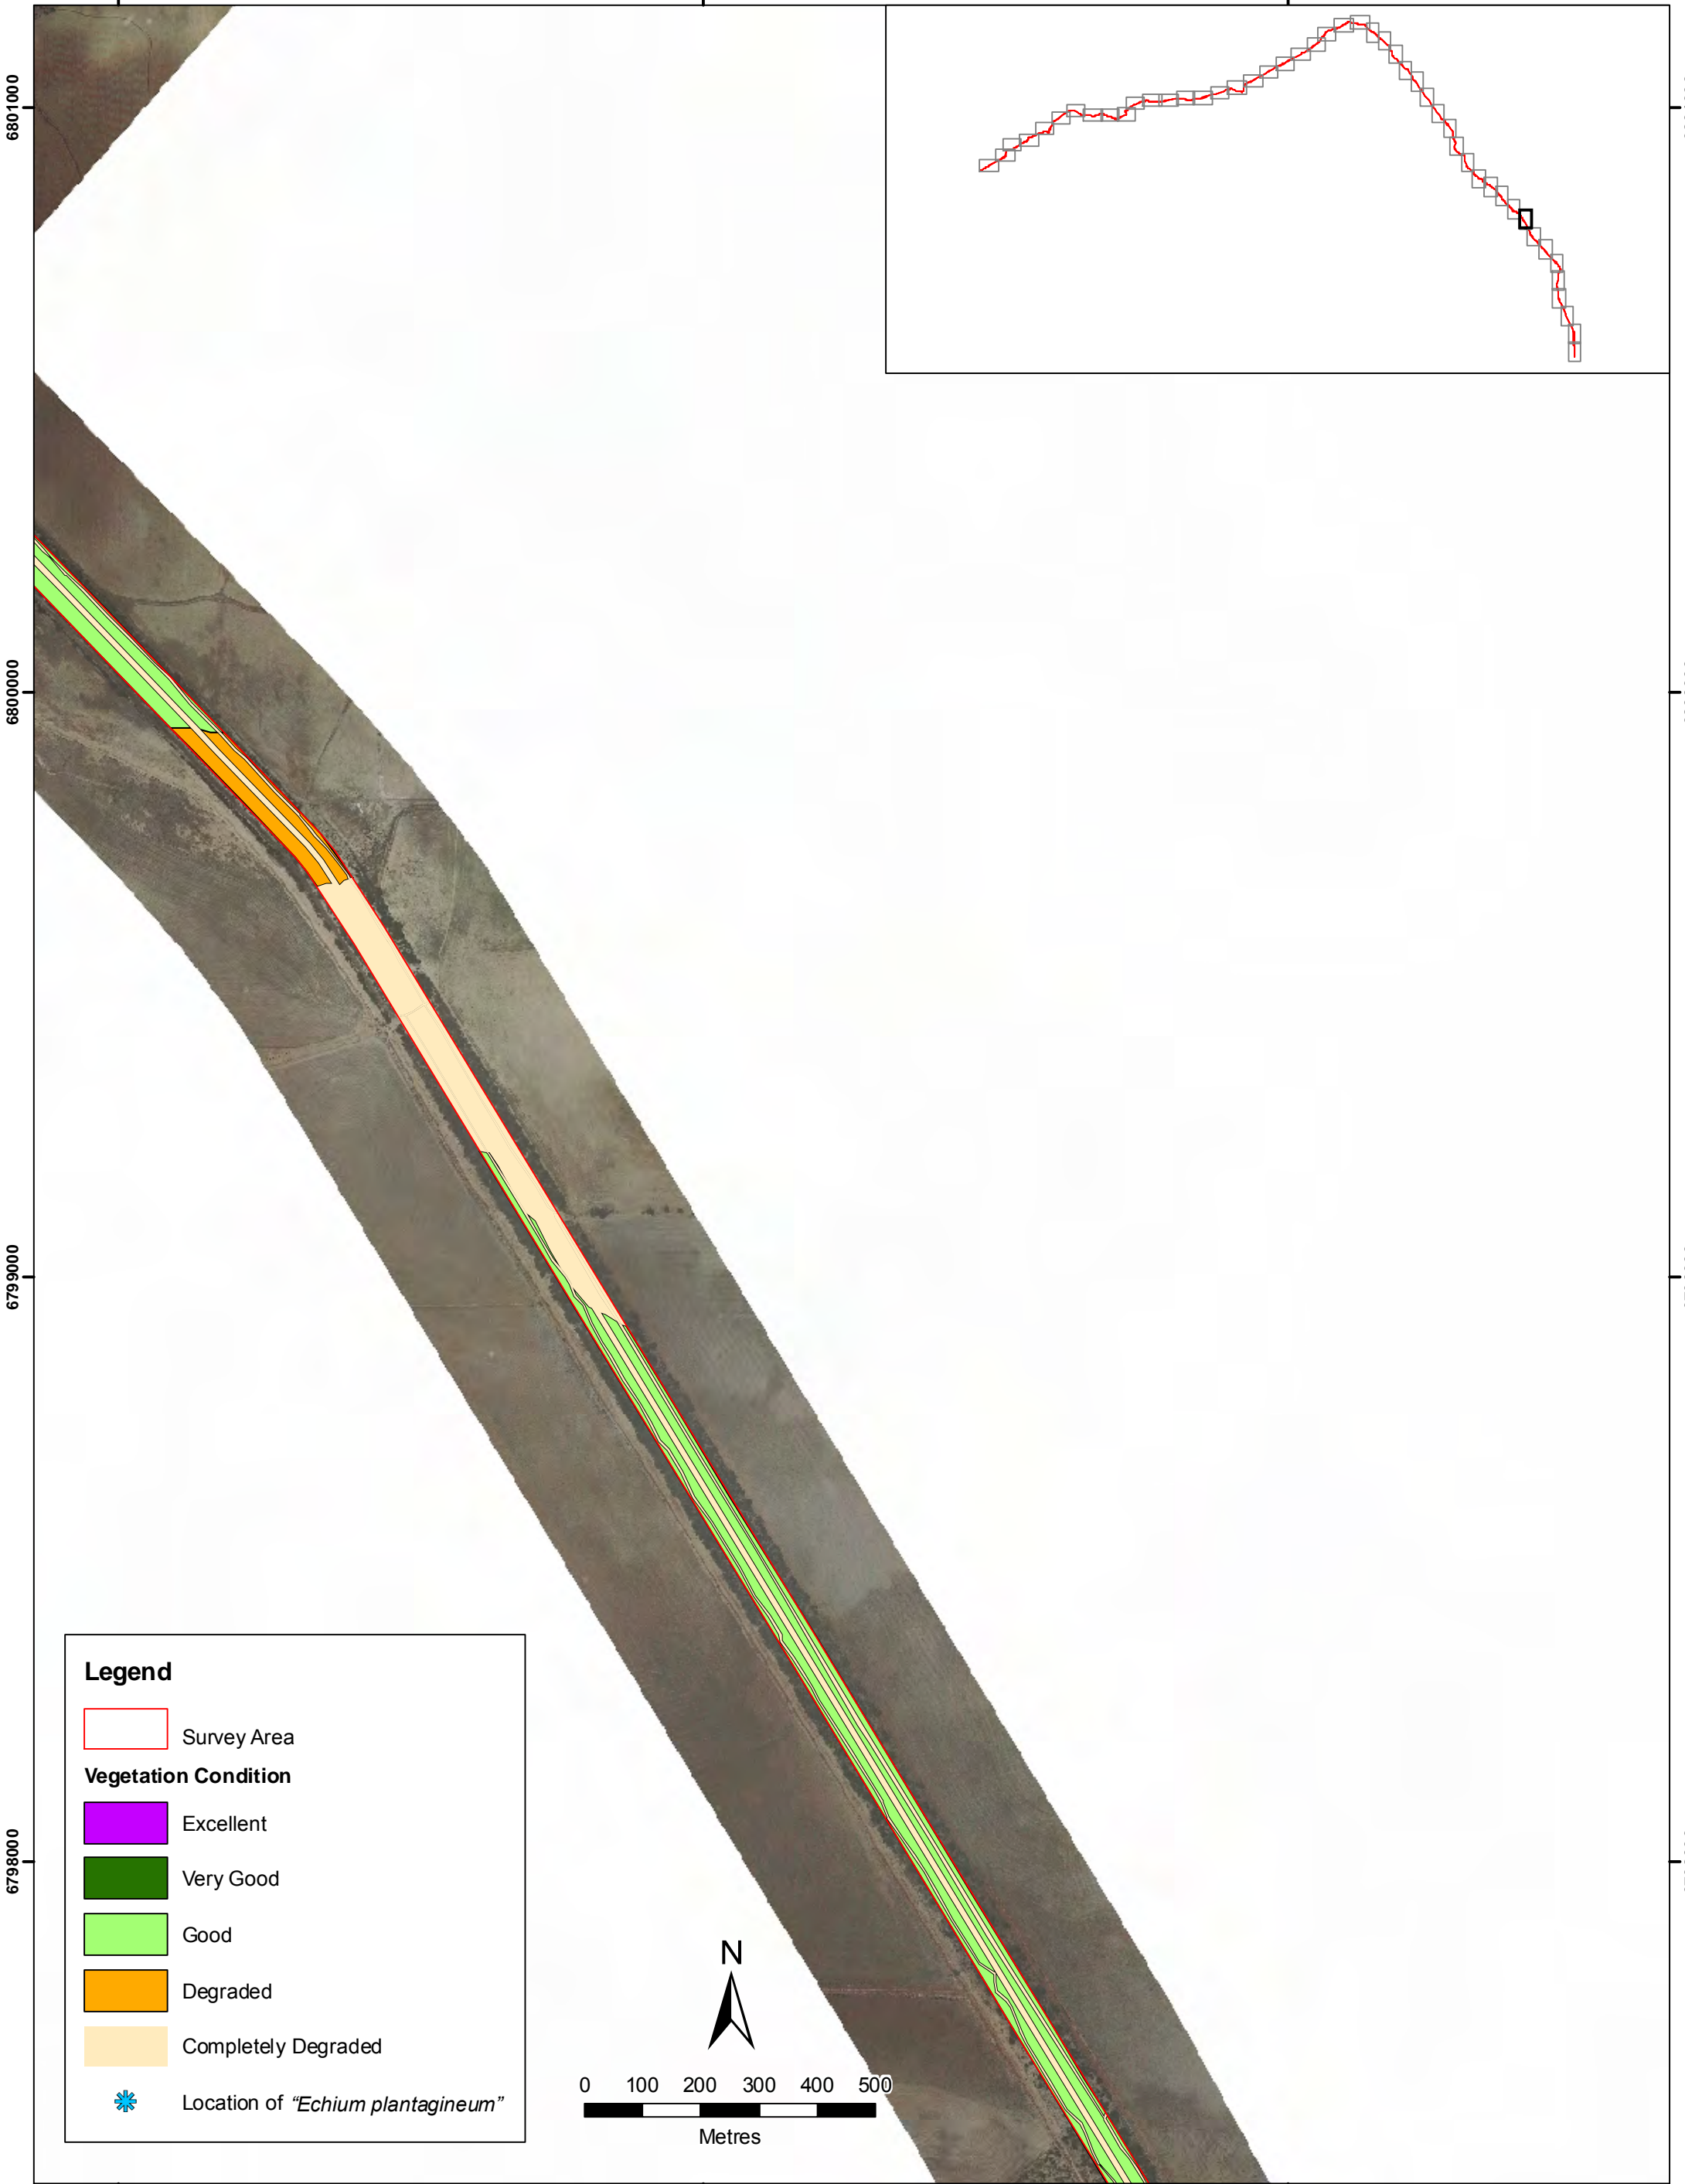 6801000
6800000
6799000
6798000
Legend
Survey Area
Vegetation Condition
Excellent
Very Good
Good
Degraded
Completely Degraded
Location of “Echium plantagineum”
N
0 100 200 300 400 500
Metres